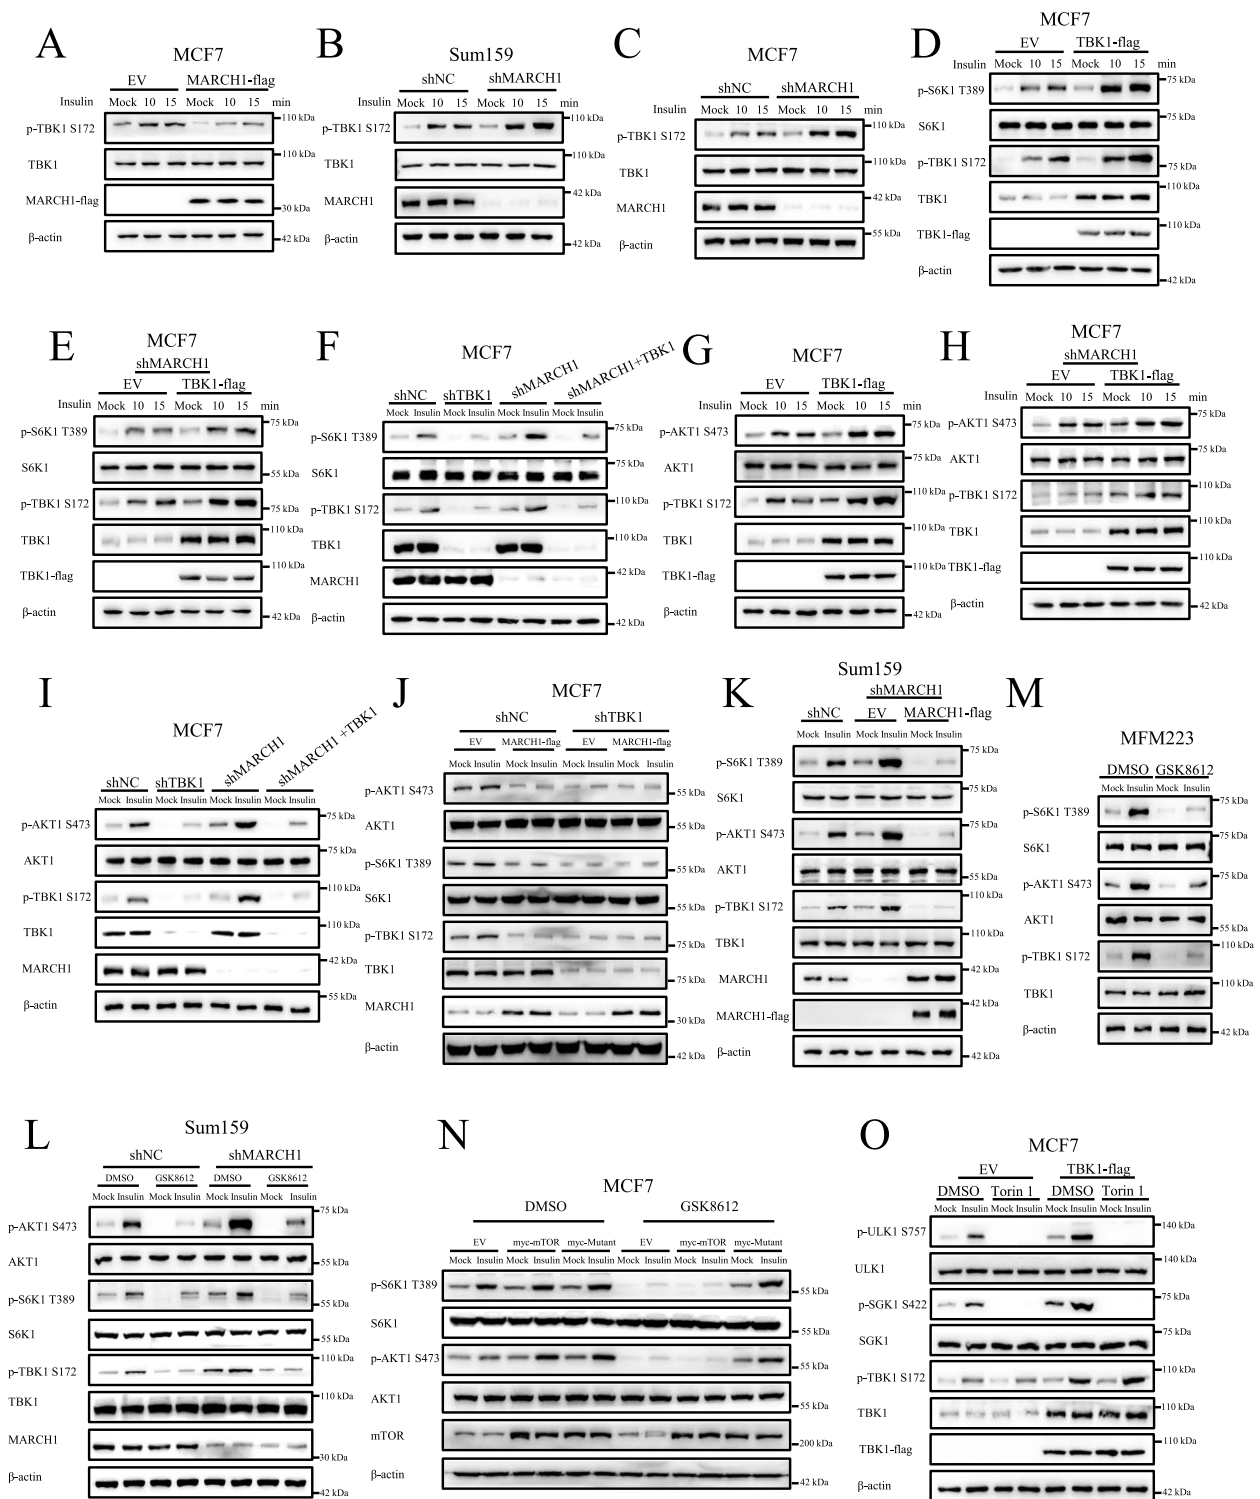 A
MCF7
EV MARCH1-flag
Insulin Mock 10 15 Mock 10 15 min
p-TBK1 S172 110 kDa
TBK1 110 kDa
MARCH1-flag 30 kDa
β-actin 42 kDa
B
Sum159
shNC shMARCH1
Insulin Mock 10 15 Mock 10 15 min
p-TBK1 S172 110 kDa
TBK1 110 kDa
MARCH1 42 kDa
β-actin 42 kDa
C
MCF7
shNC shMARCH1
Insulin Mock 10 15 Mock 10 15 min
p-TBK1 S172 110 kDa
TBK1 110 kDa
MARCH1 42 kDa
β-actin 55 kDa
D
MCF7
EV TBK1-flag
Insulin Mock 10 15 Mock 10 15 min
p-S6K1 T389 75 kDa
S6K1 75 kDa
p-TBK1 S172 75 kDa
TBK1 110 kDa
TBK1-flag 110 kDa
β-actin 42 kDa
E
MCF7
shMARCH1
EV TBK1-flag
Insulin Mock 10 15 Mock 10 15 min
p-S6K1 T389 75 kDa
S6K1 55 kDa
p-TBK1 S172 75 kDa
TBK1 110 kDa
TBK1-flag 110 kDa
β-actin 42 kDa
F
MCF7
shNC shTBK1 shMARCH1 shMARCH1+TBK1
Mock Insulin Mock Insulin Mock Insulin Mock Insulin
p-S6K1 T389 75 kDa
S6K1 75 kDa
p-TBK1 S172 110 kDa
TBK1 110 kDa
MARCH1 42 kDa
β-actin 42 kDa
G
MCF7
EV TBK1-flag
Insulin Mock 10 15 Mock 10 15 min
p-AKT1 S473 75 kDa
AKT1 75 kDa
p-TBK1 S172 110 kDa
TBK1 110 kDa
TBK1-flag 110 kDa
β-actin 42 kDa
H
MCF7
shMARCH1
EV TBK1-flag
Insulin Mock 10 15 Mock 10 15 min
p-AKT1 S473 75 kDa
AKT1 75 kDa
p-TBK1 S172 110 kDa
TBK1 110 kDa
TBK1-flag 110 kDa
β-actin 42 kDa
I
MCF7
shNC shTBK1 shMARCH1 shMARCH1 +TBK1
Mock Insulin Mock Insulin Mock Insulin Mock Insulin
p-AKT1 S473 75 kDa
AKT1 75 kDa
p-TBK1 S172 110 kDa
TBK1 110 kDa
MARCH1 42 kDa
β-actin 55 kDa
J
MCF7
shNC shTBK1
EV MARCH1-flag EV MARCH1-flag
Mock Insulin Mock Insulin Mock Insulin Mock Insulin
p-AKT1 S473 55 kDa
AKT1 55 kDa
p-S6K1 T389 55 kDa
S6K1 55 kDa
p-TBK1 S172 75 kDa
TBK1 75 kDa
MARCH1 30 kDa
β-actin 42 kDa
K
Sum159
shMARCH1
shNC EV MARCH1-flag
Mock Insulin Mock Insulin Mock Insulin
p-S6K1 T389 75 kDa
S6K1 75 kDa
p-AKT1 S473 75 kDa
AKT1 75 kDa
p-TBK1 S172 110 kDa
TBK1 110 kDa
MARCH1 42 kDa
MARCH1-flag 42 kDa
β-actin 42 kDa
M
MFM223
DMSO GSK8612
Mock Insulin Mock Insulin
p-S6K1 T389 75 kDa
S6K1 75 kDa
p-AKT1 S473 75 kDa
AKT1 55 kDa
p-TBK1 S172 110 kDa
TBK1 110 kDa
β-actin 42 kDa
L
Sum159
shNC shMARCH1
DMSO GSK8612 DMSO GSK8612
Mock Insulin Mock Insulin Mock Insulin Mock Insulin
p-AKT1 S473 75 kDa
AKT1 55 kDa
p-S6K1 T389 55 kDa
S6K1 55 kDa
p-TBK1 S172 110 kDa
TBK1 110 kDa
MARCH1 30 kDa
β-actin 42 kDa
N
MCF7
DMSO GSK8612
EV myc-mTOR myc-Mutant EV myc-mTOR myc-Mutant
Mock Insulin Mock Insulin Mock Insulin Mock Insulin Mock Insulin Mock Insulin
p-S6K1 T389 55 kDa
S6K1 55 kDa
p-AKT1 S473 55 kDa
AKT1 55 kDa
mTOR 200 kDa
β-actin 42 kDa
O
MCF7
EV TBK1-flag
DMSO Torin 1 DMSO Torin 1
Mock Insulin Mock Insulin Mock Insulin Mock Insulin
p-ULK1 S757 140 kDa
ULK1 140 kDa
p-SGK1 S422 75 kDa
SGK1 75 kDa
p-TBK1 S172 110 kDa
TBK1 110 kDa
TBK1-flag 110 kDa
β-actin 42 kDa